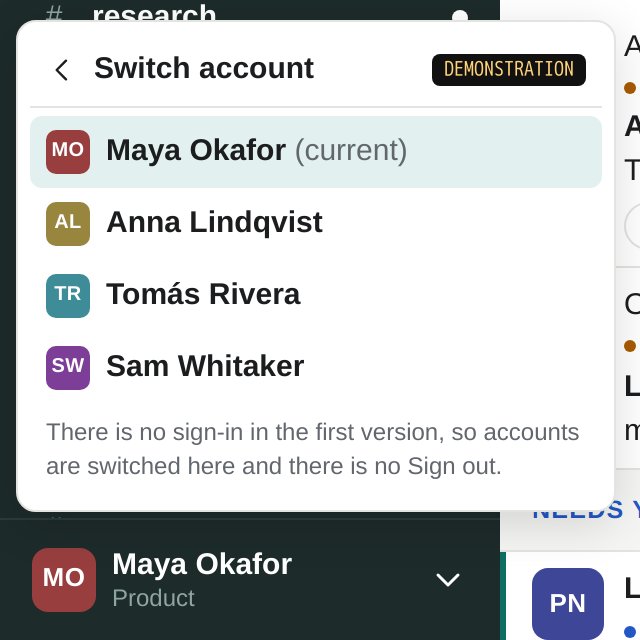 # research
Switch account
DEMONSTRATION
MO Maya Okafor (current)
AL Anna Lindqvist
TR Tomás Rivera
SW Sam Whitaker
There is no sign-in in the first version, so accounts
are switched here and there is no Sign out.
MO Maya Okafor
Product
A
A
T
C
L
m
NEEDS Y
PN L